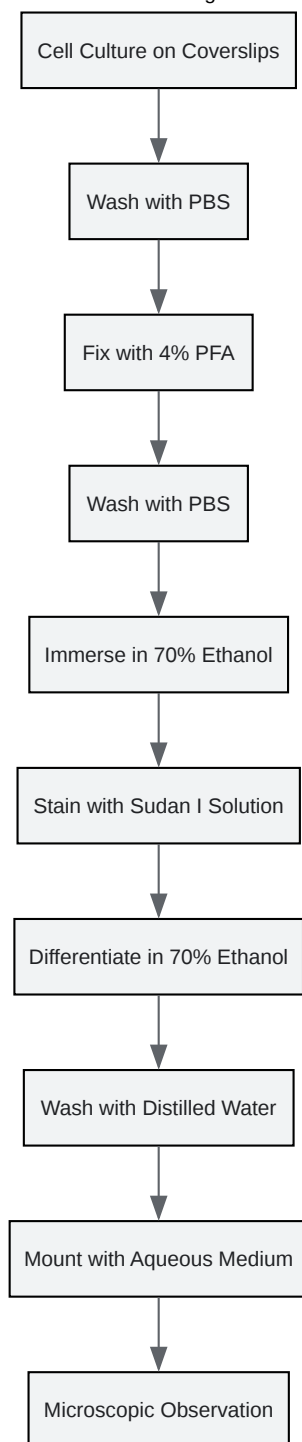 Cell Culture on Coverslips
Wash with PBS
Fix with 4% PFA
Wash with PBS
Immerse in 70% Ethanol
Stain with Sudan I Solution
Differentiate in 70% Ethanol
Wash with Distilled Water
Mount with Aqueous Medium
Microscopic Observation